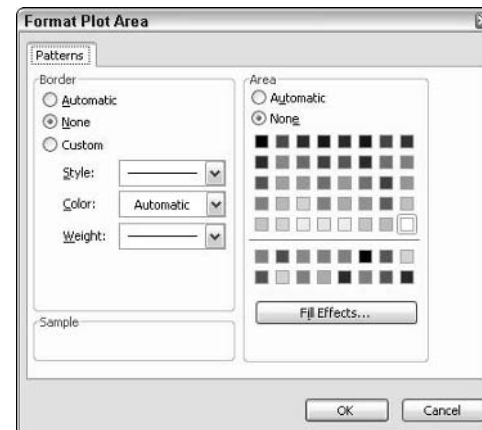 Format Plot Area
Patterns
Border
Automatic
None
Custom
Style:
Color: Automatic
Weight:
Sample
Area
Automatic
None
Fill Effects...
OK Cancel